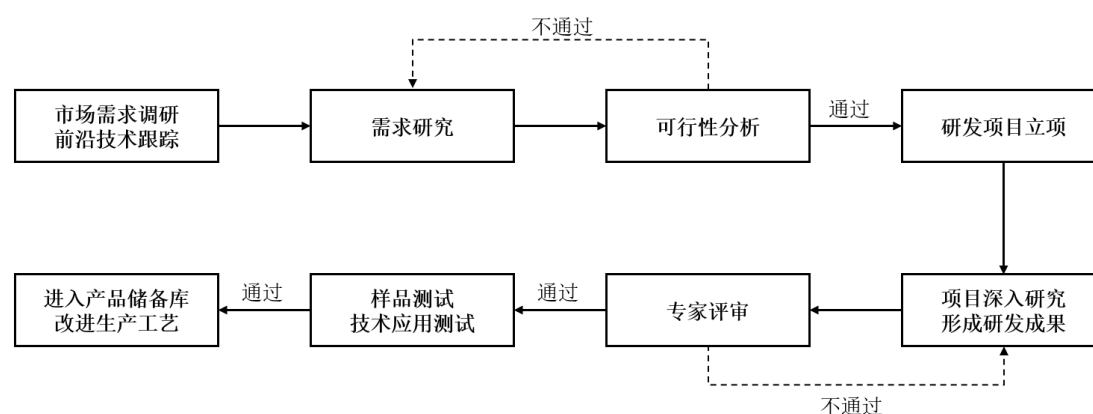 不通过
市场需求调研
前沿技术跟踪
需求研究
可行性分析
通过
研发项目立项
进入产品储备库
改进生产工艺
通过
样品测试
技术应用测试
通过
专家评审
项目深入研究
形成研发成果
不通过